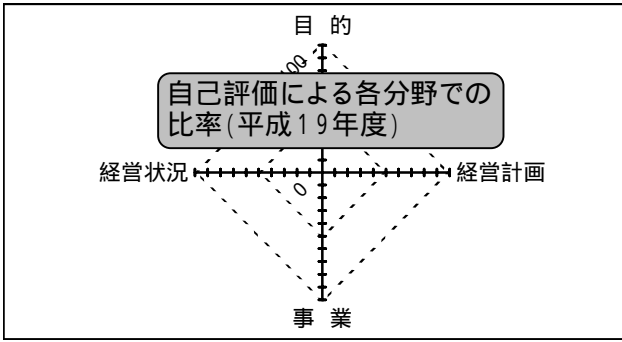 目 的
100
自己評価による各分野での
比率(平成19年度)
経営状況
経営計画
0
事 業